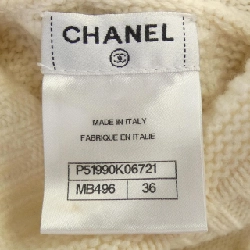 CHANEL
MADE IN ITALY
FABRIQUE EN ITALIE
P51990K06721
MB496 36